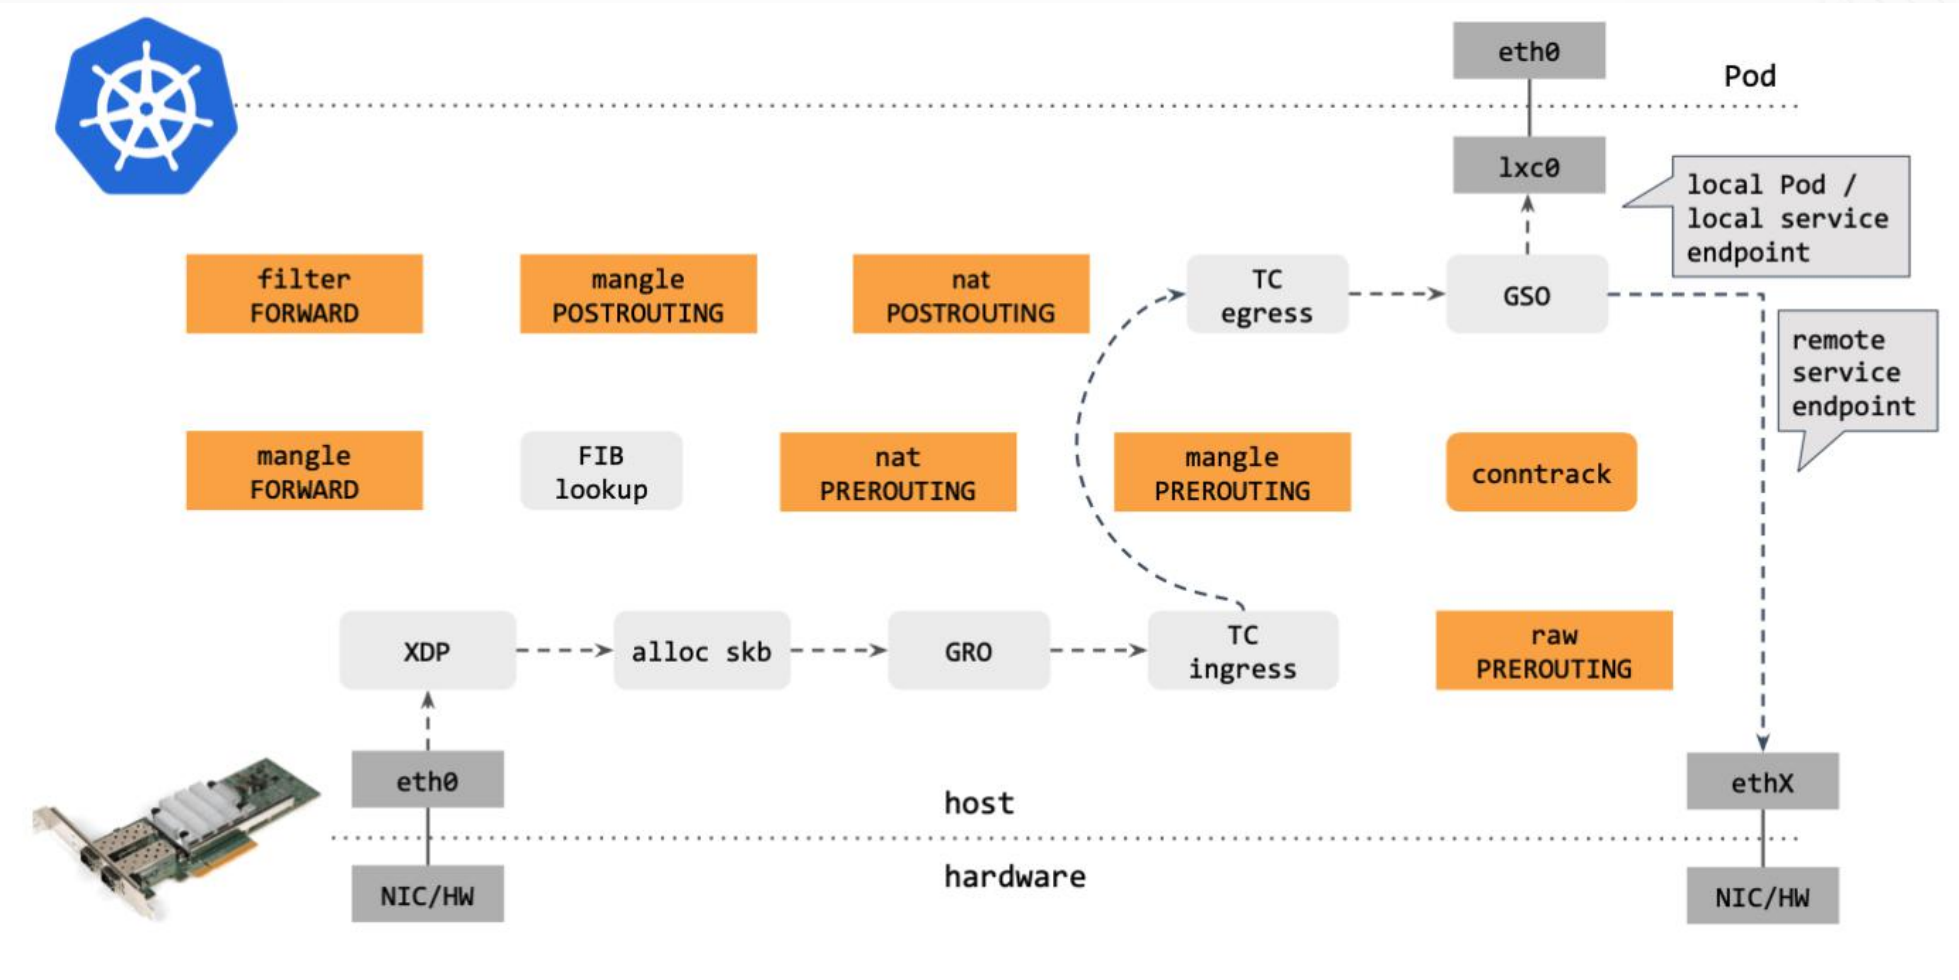 eth0
Pod
lxc0
local Pod /
local service
endpoint
filter
FORWARD
mangle
POSTROUTING
nat
POSTROUTING
TC
egress
GSO
remote
service
endpoint
mangle
FORWARD
FIB
lookup
nat
PREROUTING
mangle
PREROUTING
conntrack
XDP
alloc skb
GRO
TC
ingress
raw
PREROUTING
eth0
host
ethX
hardware
NIC/HW
NIC/HW